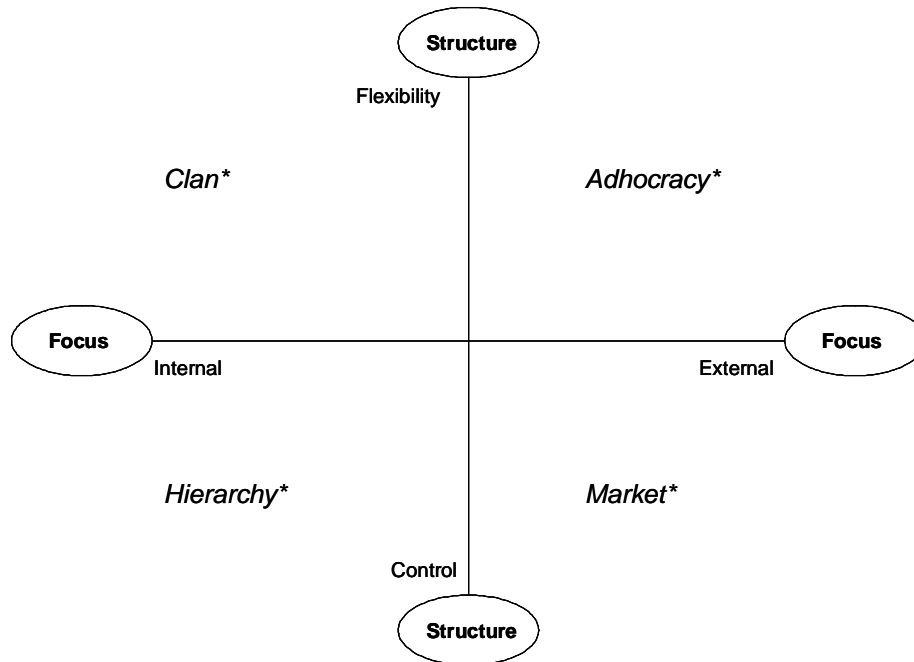 Structure
Flexibility
Clan*
Adhocracy*
Focus
Focus
Internal
External
Hierarchy*
Market*
Control
Structure